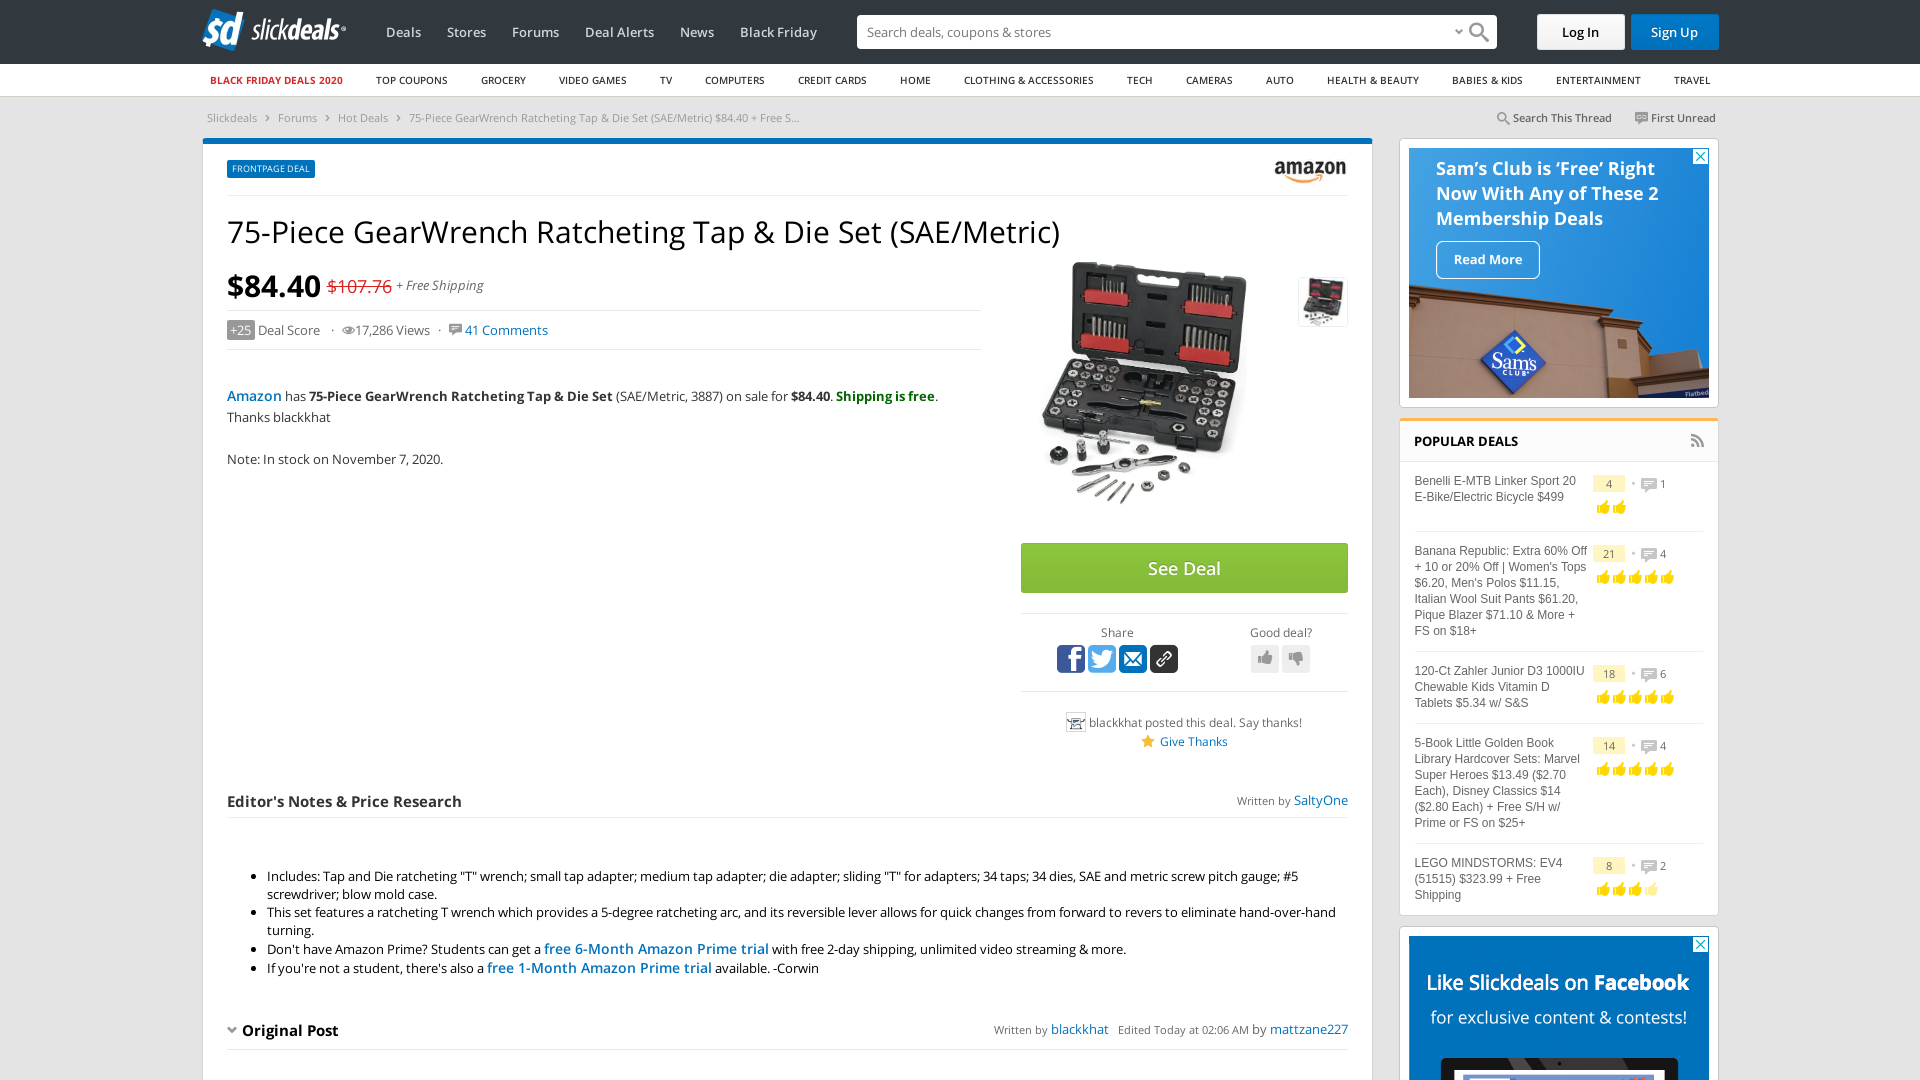 sd slickdeals
Deals
Stores
Forums
Deal Alerts
News
Black Friday
Search deals, coupons & shops
Log In
Sign Up
BLACK FRIDAY DEALS 2020
TOP COUPONS
GROCERY
VIDEO GAMES
TV
COMPUTERS
CREDIT CARDS
HOME
CLOTHING & ACCESSORIES
TECH
CAMERAS
AUTO
HEALTH & BEAUTY
BABIES & KIDS
ENTERTAINMENT
TRAVEL
Slickdeals › Forums › Hot Deals › 75-Piece GearWrench Ratcheting Tap & Die Set (SAE/Metric) $84.40 + Free S...
Search This Thread
First Unread
FRONTPAGE DEAL
amazon
75-Piece GearWrench Ratcheting Tap & Die Set (SAE/Metric)
$84.40 $107.76 + Free Shipping
+25 Deal Score · 17,286 Views · 41 Comments
Amazon has 75-Piece GearWrench Ratcheting Tap & Die Set (SAE/Metric, 3887) on sale for $84.40. Shipping is free.
Thanks blackkhat
Note: In stock on November 7, 2020.
See Deal
Share
Good deal?
blackkhat posted this deal. Say thanks!
Give Thanks
Editor's Notes & Price Research
Written by SaltyOne
• Includes: Tap and Die ratcheting "T" wrench; small tap adapter; medium tap adapter; die adapter; sliding "T" for adapters; 34 taps; 34 dies, SAE and metric screw pitch gauge; #5
screwdriver; blow mold case.
• This set features a ratcheting T wrench which provides a 5-degree ratcheting arc, and its reversible lever allows for quick changes from forward to revers to eliminate hand-over-hand
turning.
• Don't have Amazon Prime? Students can get a free 6-Month Amazon Prime trial with free 2-day shipping, unlimited video streaming & more.
• If you're not a student, there's also a free 1-Month Amazon Prime trial available. -Corwin
Original Post
Written by blackkhat Edited Today at 02:06 AM by mattzane227
Sam's Club is 'Free' Right
Now With Any of These 2
Membership Deals
Read More
Sam's
CLUB
Flatbed
POPULAR DEALS
Benelli E-MTB Linker Sport 20
E-Bike/Electric Bicycle $499
4 • 1
Banana Republic: Extra 60% Off
+ 10 or 20% Off | Women's Tops
$6.20, Men's Polos $11.15,
Italian Wool Suit Pants $61.20,
Pique Blazer $71.10 & More +
FS on $18+
21 • 4
120-Ct Zahler Junior D3 1000IU
Chewable Kids Vitamin D
Tablets $5.34 w/ S&S
18 • 6
5-Book Little Golden Book
Library Hardcover Sets: Marvel
Super Heroes $13.49 ($2.70
Each), Disney Classics $14
($2.80 Each) + Free S/H w/
Prime or FS on $25+
14 • 4
LEGO MINDSTORMS: EV4
(51515) $323.99 + Free
Shipping
8 • 2
Like Slickdeals on Facebook
for exclusive content & contests!